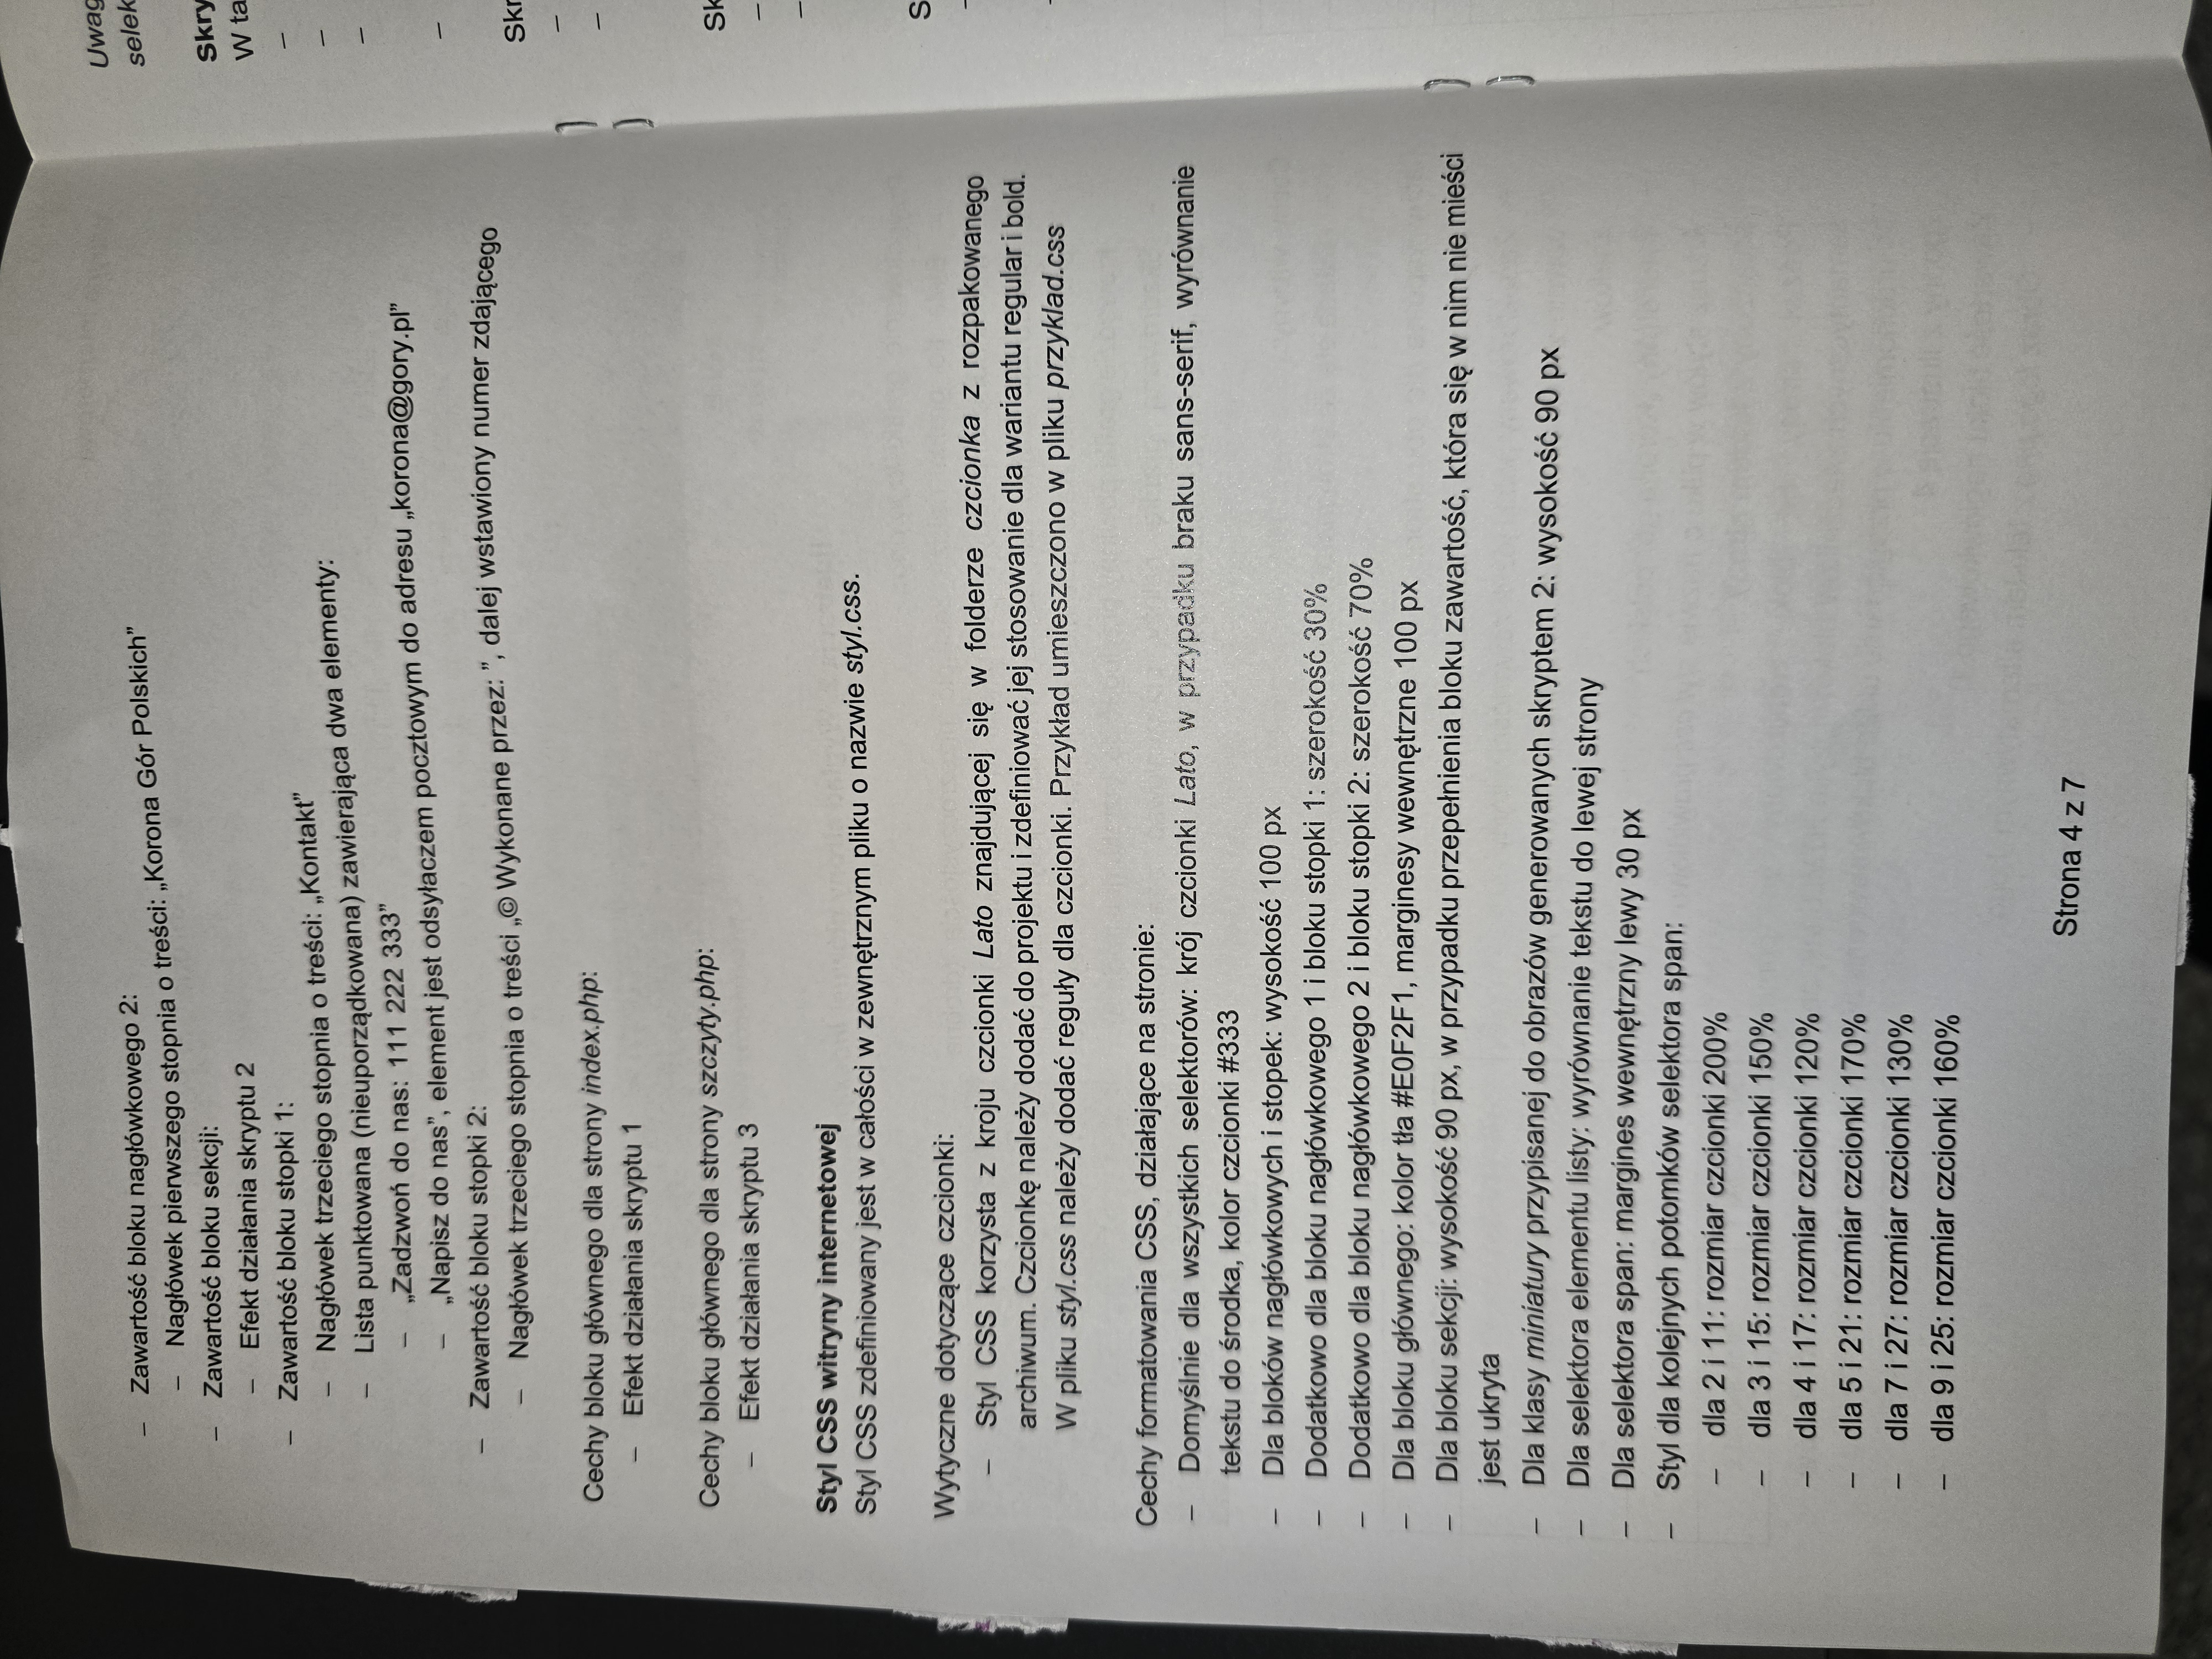 – Zawartość bloku nagłówkowego 2:
– Nagłówek pierwszego stopnia o treści: „Korona Gór Polskich”
– Zawartość bloku sekcji:
– Efekt działania skryptu 2
– Zawartość bloku stopki 1:
– Nagłówek trzeciego stopnia o treści: „Kontakt”
– Lista punktowana (nieuporządkowana) zawierająca dwa elementy:
– „Zadzwoń do nas: 111 222 333”
– „Napisz do nas”, element jest odsyłaczem pocztowym do adresu „korona@gory.pl”
– Zawartość bloku stopki 2:
– Nagłówek trzeciego stopnia o treści „© Wykonane przez: ”, dalej wstawiony numer zdającego
Cechy bloku głównego dla strony index.php:
– Efekt działania skryptu 1
Cechy bloku głównego dla strony szczyty.php:
– Efekt działania skryptu 3
Styl CSS witryny internetowej
Styl CSS zdefiniowany jest w całości w zewnętrznym pliku o nazwie styl.css.
Wytyczne dotyczące czcionki:
– Styl CSS korzysta z kroju czcionki Lato znajdującej się w folderze czcionka z rozpakowanego
archiwum. Czcionkę należy dodać do projektu i zdefiniować jej stosowanie dla wariantu regular i bold.
W pliku styl.css należy dodać reguły dla czcionki. Przykład umieszczono w pliku przyklad.css
Cechy formatowania CSS, działające na stronie:
– Domyślnie dla wszystkich selektorów: krój czcionki Lato, w przypadku braku sans-serif, wyrównanie
tekstu do środka, kolor czcionki #333
– Dla bloków nagłówkowych i stopek: wysokość 100 px
– Dodatkowo dla bloku nagłówkowego 1 i bloku stopki 1: szerokość 30%
– Dodatkowo dla bloku nagłówkowego 2 i bloku stopki 2: szerokość 70%
– Dla bloku głównego: kolor tła #E0F2F1, marginesy wewnętrzne 100 px
– Dla bloku sekcji: wysokość 90 px, w przypadku przepełnienia bloku zawartość, która się w nim nie mieści
jest ukryta
– Dla klasy miniatury przypisanej do obrazów generowanych skryptem 2: wysokość 90 px
– Dla selektora elementu listy: wyrównanie tekstu do lewej strony
– Dla selektora span: margines wewnętrzny lewy 30 px
– Styl dla kolejnych potomków selektora span:
– dla 2 i 11: rozmiar czcionki 200%
– dla 3 i 15: rozmiar czcionki 150%
– dla 4 i 17: rozmiar czcionki 120%
– dla 5 i 21: rozmiar czcionki 170%
– dla 7 i 27: rozmiar czcionki 130%
– dla 9 i 25: rozmiar czcionki 160%
Strona 4 z 7